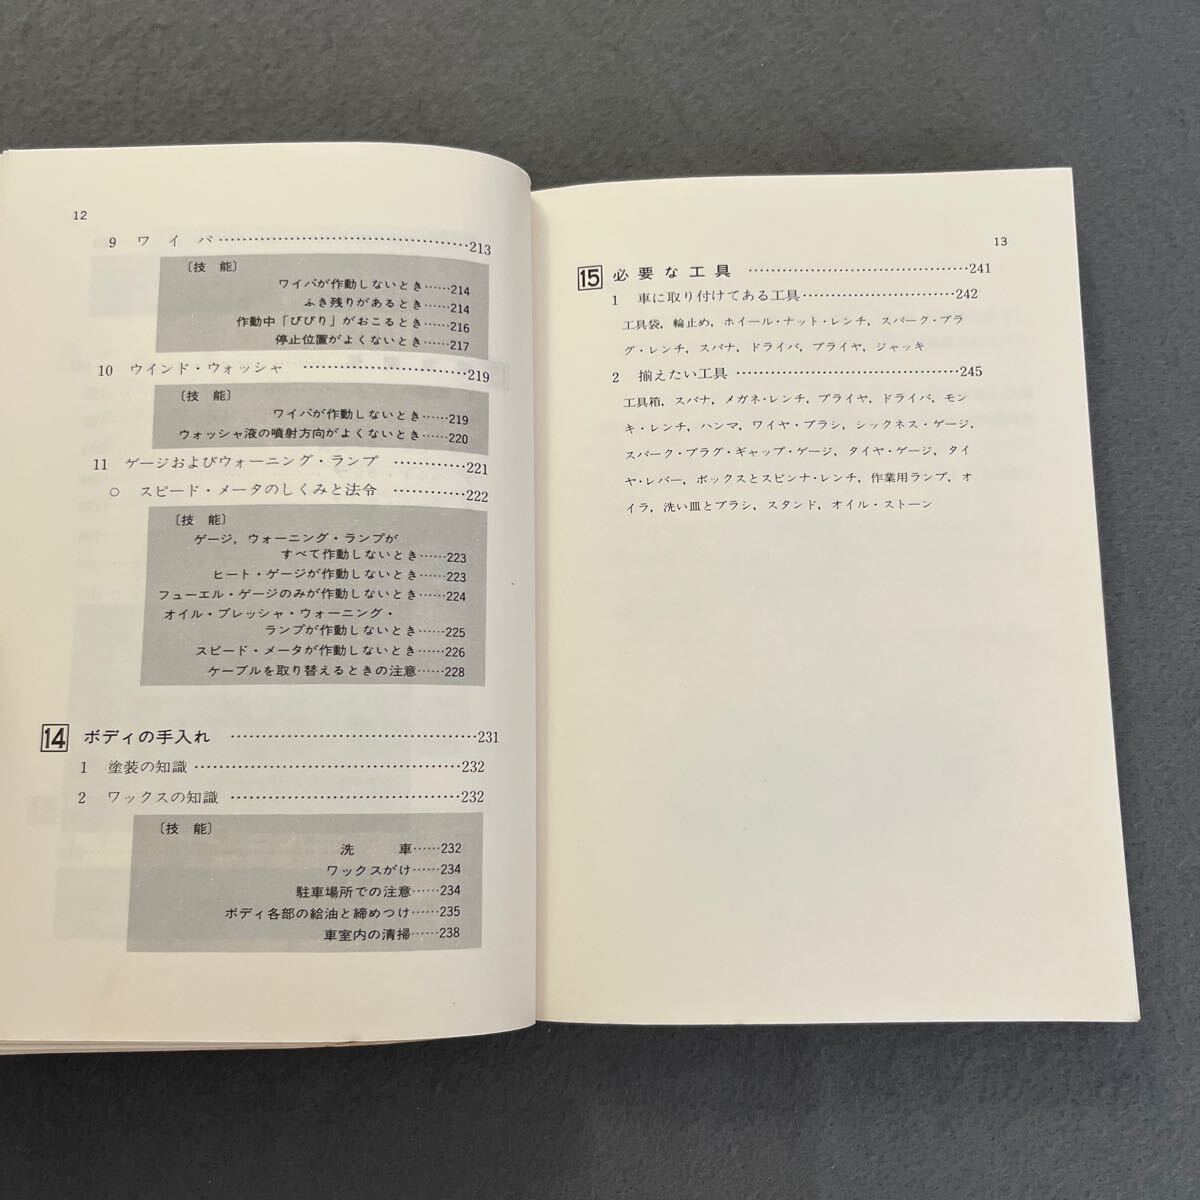 12
9 ワイパ……………………………………213
〔技 能〕
ワイパが作動しないとき……214
ふき残りがあるとき……214
作動中「びびり」がおこるとき……216
停止位置がよくないとき……217
10 ウインド・ウォッシャ ………………………219
〔技 能〕
ワイパが作動しないとき……219
ウォッシャ液の噴射方向がよくないとき……220
11 ゲージおよびウォーニング・ランプ …………221
○ スピード・メータのしくみと法令 …………222
〔技 能〕
ゲージ，ウォーニング・ランプが
すべて作動しないとき……223
ヒート・ゲージが作動しないとき……223
フューエル・ゲージのみが作動しないとき……224
オイル・プレッシャ・ウォーニング・
ランプが作動しないとき……225
スピード・メータが作動しないとき……226
ケーブルを取り替えるときの注意……228
14 ボディの手入れ ……………………………………231
1 塗装の知識………………………………………232
2 ワックスの知識 …………………………………232
〔技 能〕
洗 車……232
ワックスがけ……234
駐車場所での注意……234
ボディ各部の給油と締めつけ……235
車室内の清掃……238
13
15 必要な工具 ………………………………241
1 車に取り付けてある工具……………………242
工具袋，輪止め，ホイール・ナット・レンチ，スパーク・プラ
グ・レンチ，スパナ，ドライバ，プライヤ，ジャッキ
2 揃えたい工具 ………………………………245
工具箱，スパナ，メガネ・レンチ，プライヤ，ドライバ，モン
キ・レンチ，ハンマ，ワイヤ・ブラシ，シックネス・ゲージ，
スパーク・プラグ・ギャップ・ゲージ，タイヤ・ゲージ，タイ
ヤ・レバー，ボックスとスピンナ・レンチ，作業用ランプ，オ
イラ，洗い皿とブラシ，スタンド，オイル・ストーン